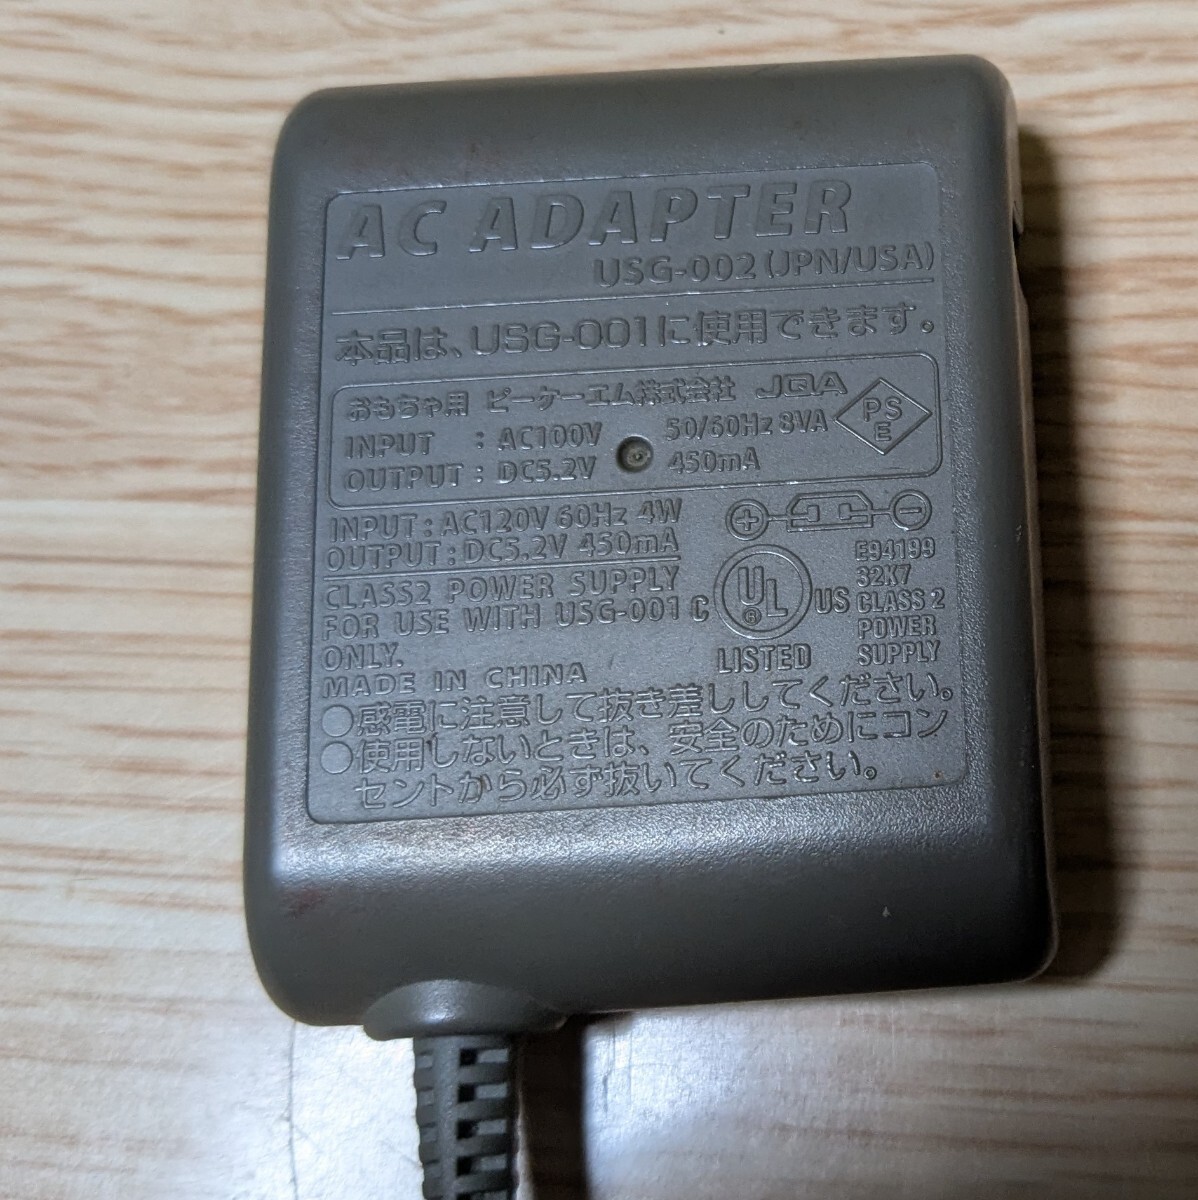 AC ADAPTER
USG-002 (JPN/USA)
本品は、USG-001に使用できます。
おもちゃ用 ピーケーエム株式会社 JQA
PS
E
INPUT : AC100V 50/60Hz 8VA
OUTPUT : DC5.2V 450mA
INPUT : AC120V 60Hz 4W
OUTPUT : DC5.2V 450mA
CLASS2 POWER SUPPLY
FOR USE WITH USG-001
ONLY.
MADE IN CHINA
C UL ® US
LISTED
E94199
32K7
CLASS 2
POWER
SUPPLY
○感電に注意して抜き差ししてください。
○使用しないときは、安全のためにコン
セントから必ず抜いてください。